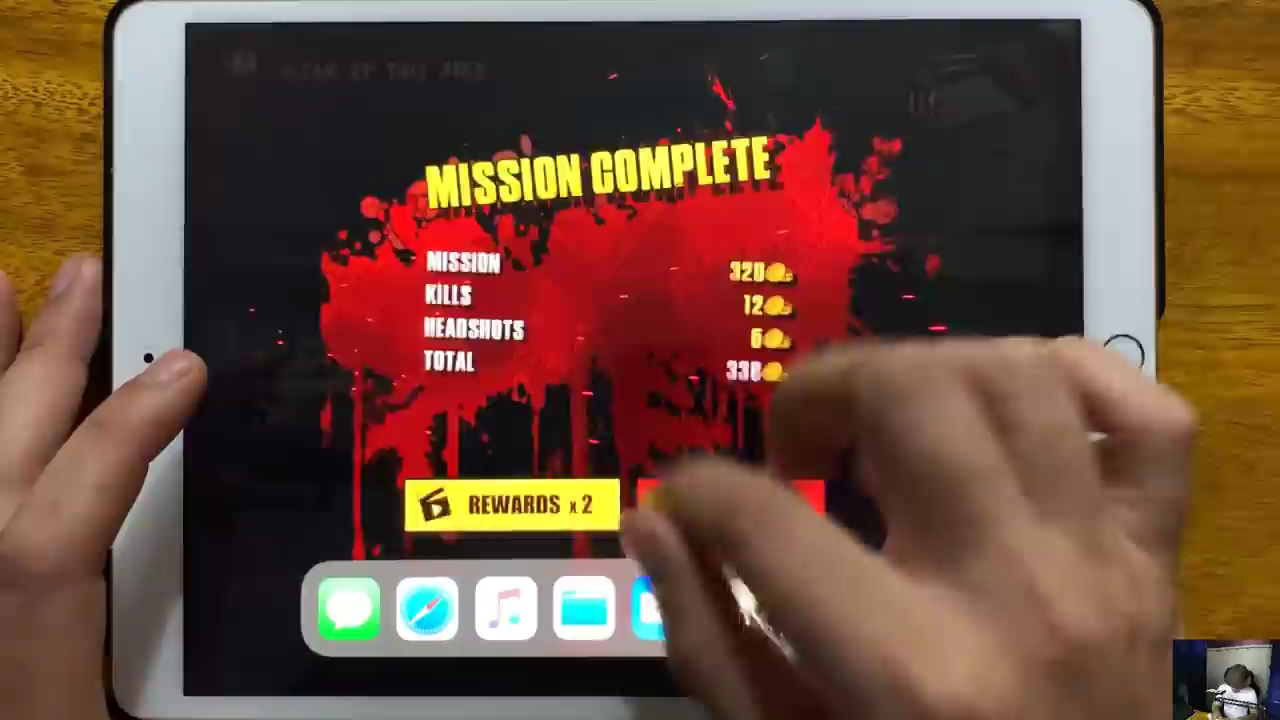 MISSION COMPLETE
MISSION 320
KILLS 12
HEADSHOTS 6
TOTAL 338
REWARDS x 2